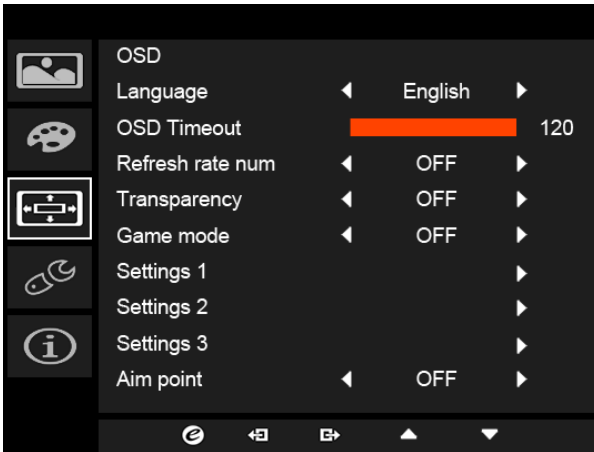 OSD
Language English
OSD Timeout 120
Refresh rate num OFF
Transparency OFF
Game mode OFF
Settings 1
Settings 2
Settings 3
Aim point OFF